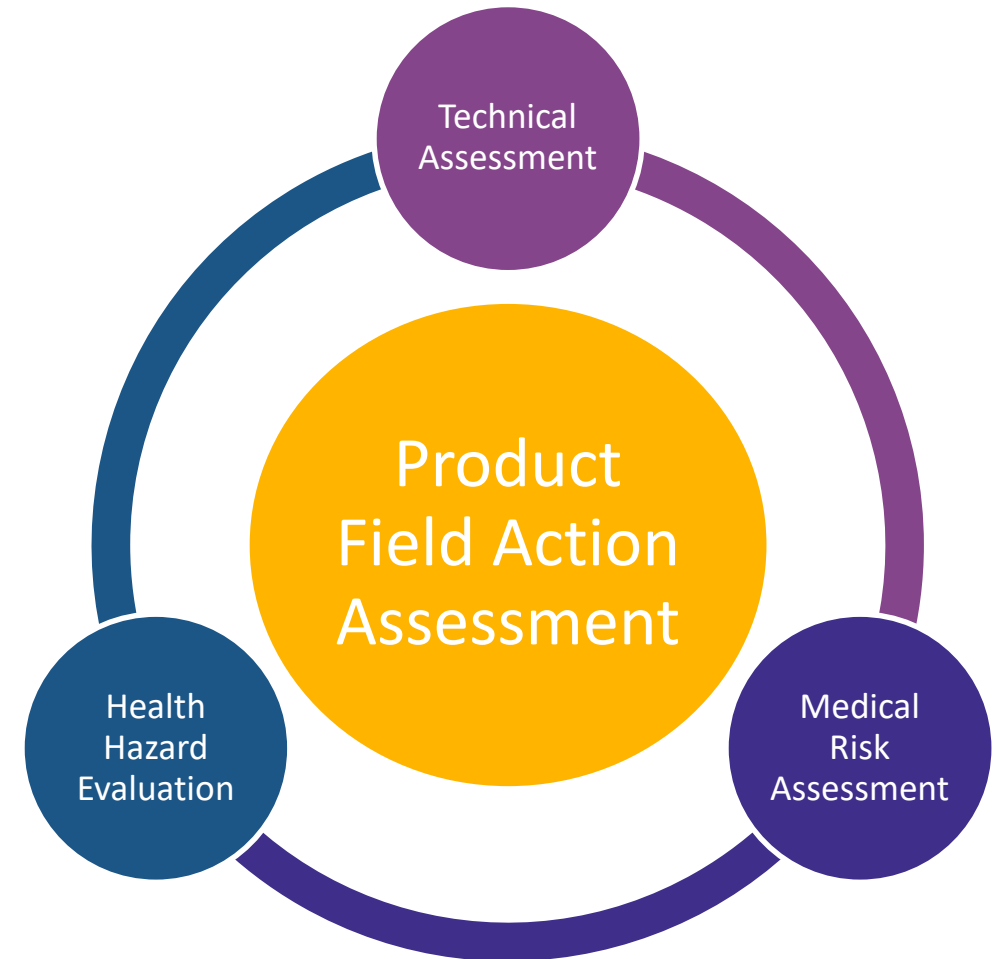 Technical
Assessment
Product
Field Action
Assessment
Health
Hazard
Evaluation
Medical
Risk
Assessment